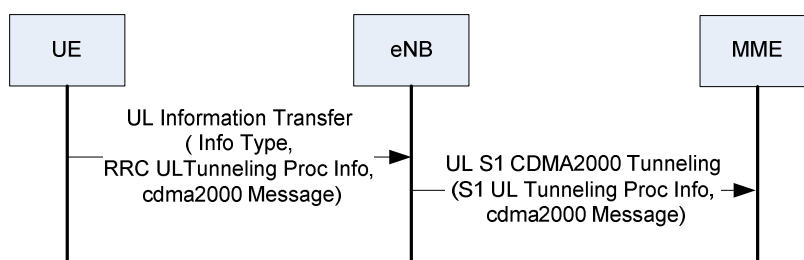 UE
eNB
MME
UL Information Transfer
( Info Type,
RRC ULTunneling Proc Info,
cdma2000 Message)
UL S1 CDMA2000 Tunneling
(S1 UL Tunneling Proc Info,
cdma2000 Message)